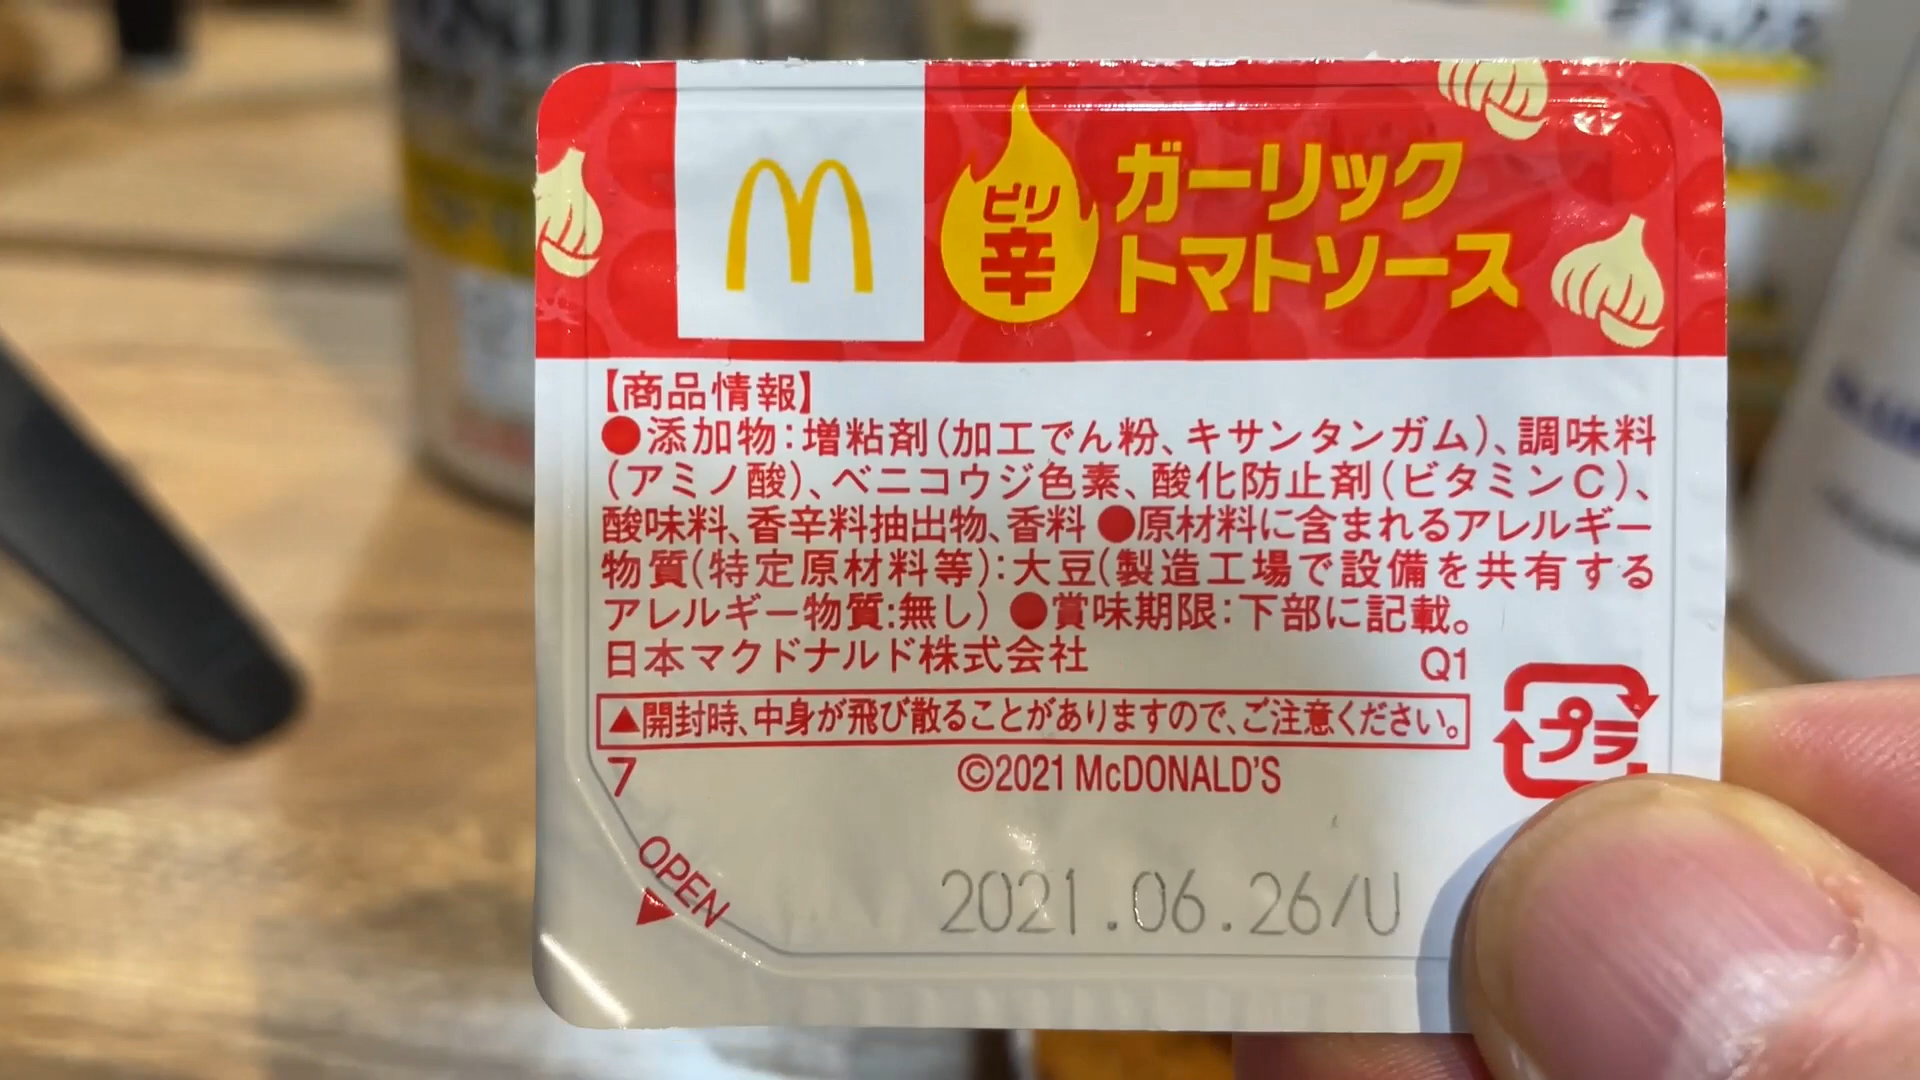 ピリ辛
ガーリック
トマトソース
【商品情報】
●添加物：増粘剤（加工でん粉、キサンタンガム）、調味料
（アミノ酸）、ベニコウジ色素、酸化防止剤（ビタミンC）、
酸味料、香辛料抽出物、香料 ●原材料に含まれるアレルギー
物質（特定原材料等）：大豆（製造工場で設備を共有する
アレルギー物質:無し） ●賞味期限：下部に記載。
日本マクドナルド株式会社 Q1
▲開封時、中身が飛び散ることがありますので、ご注意ください。
プラ
7 ©2021 McDONALD'S
OPEN
2021.06.26/U